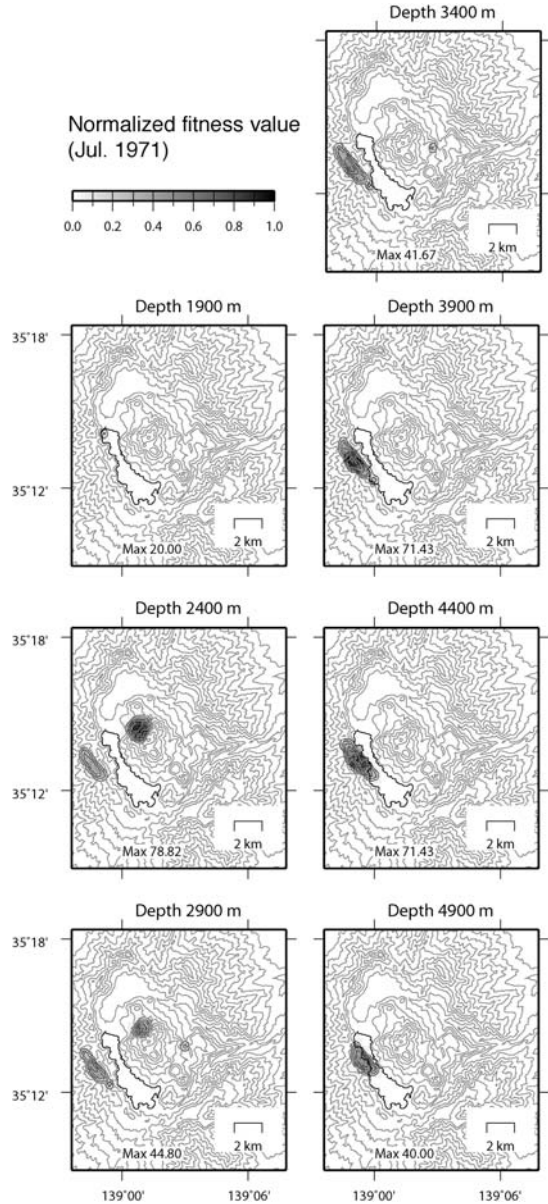 Depth 3400 m
Normalized fitness value
(Jul. 1971)
0.0 0.2 0.4 0.6 0.8 1.0
Max 41.67
2 km
Depth 1900 m
35°18'
35°12'
Max 20.00
2 km
Depth 3900 m
Max 71.43
2 km
Depth 2400 m
35°18'
35°12'
Max 78.82
2 km
Depth 4400 m
Max 71.43
2 km
Depth 2900 m
35°18'
35°12'
Max 44.80
2 km
139°00' 139°06'
Depth 4900 m
Max 40.00
2 km
139°00' 139°06'